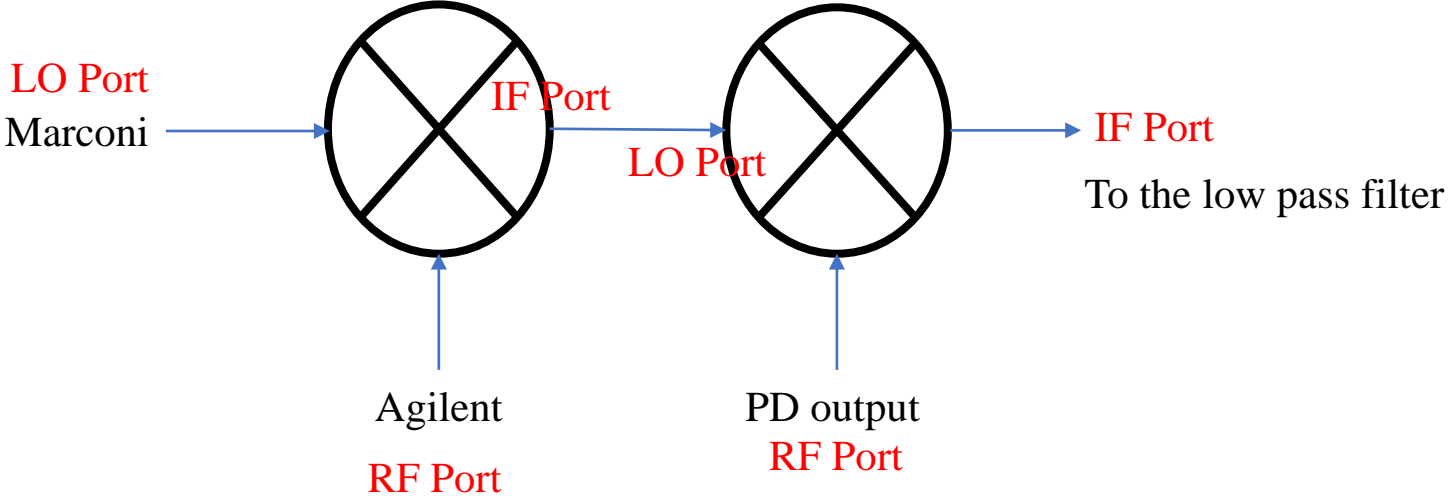 LO Port
Marconi
IF Port
LO Port
IF Port
To the low pass filter
Agilent
RF Port
PD output
RF Port